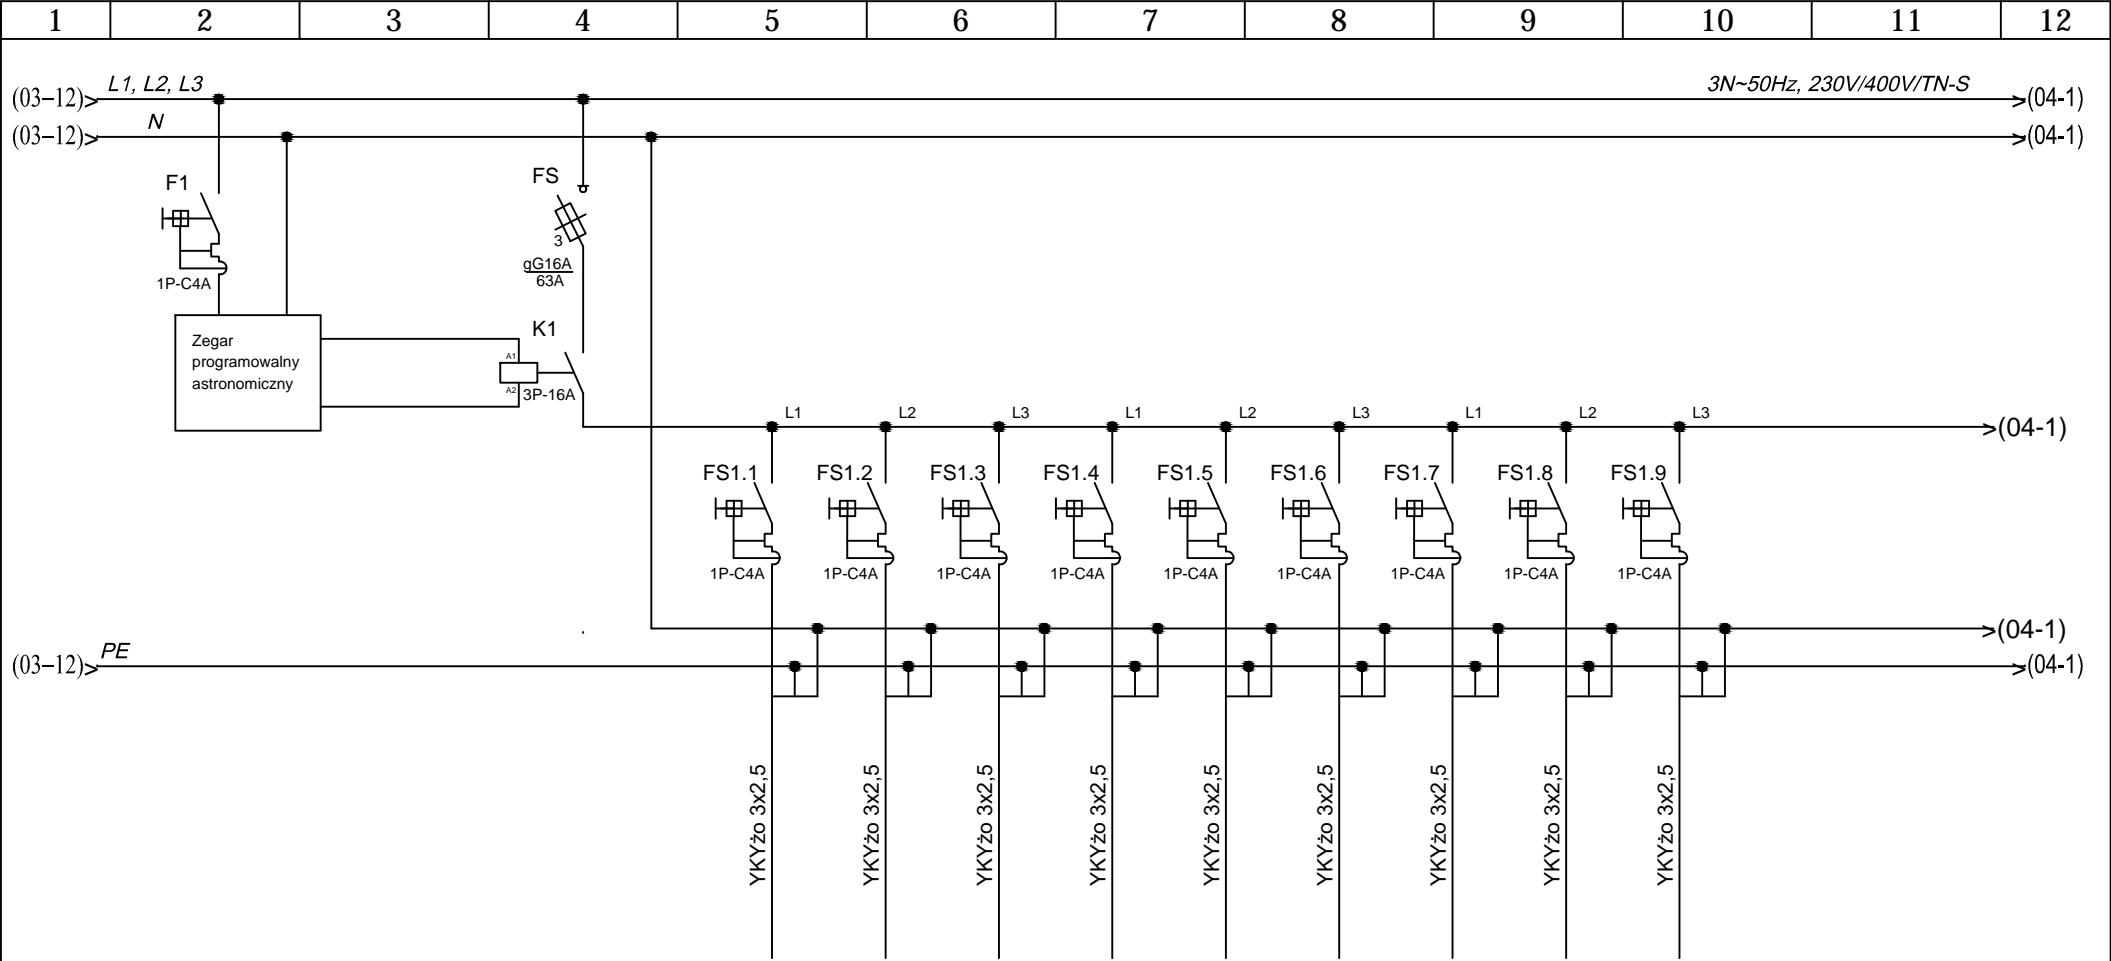 1 2 3 4 5 6 7 8 9 10 11 12
L1, L2, L3
3N~50Hz, 230V/400V/TN-S
(03–12)> >(04-1)
N
(03–12)> >(04-1)
F1
FS
3
gG16A
63A
1P-C4A
K1
Zegar
programowalny
astronomiczny
A1
A2
3P-16A
L1 L2 L3 L1 L2 L3 L1 L2 L3
>(04-1)
FS1.1 FS1.2 FS1.3 FS1.4 FS1.5 FS1.6 FS1.7 FS1.8 FS1.9
1P-C4A 1P-C4A 1P-C4A 1P-C4A 1P-C4A 1P-C4A 1P-C4A 1P-C4A 1P-C4A
>(04-1)
PE
(03–12)> >(04-1)
YKYżo 3x2,5
YKYżo 3x2,5
YKYżo 3x2,5
YKYżo 3x2,5
YKYżo 3x2,5
YKYżo 3x2,5
YKYżo 3x2,5
YKYżo 3x2,5
YKYżo 3x2,5